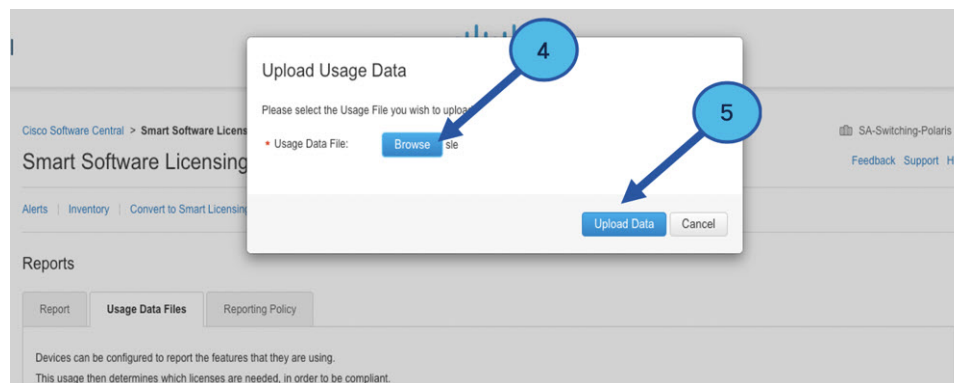 4
Upload Usage Data
Please select the Usage File you wish to upload
5
Cisco Software Central > Smart Software Licens
SA-Switching-Polaris
• Usage Data File:
Browse
sle
Smart Software Licensing
Feedback Support H
Alerts | Inventory | Convert to Smart Licensing
Upload Data
Cancel
Reports
Report
Usage Data Files
Reporting Policy
Devices can be configured to report the features that they are using.
This usage then determines which licenses are needed, in order to be compliant.